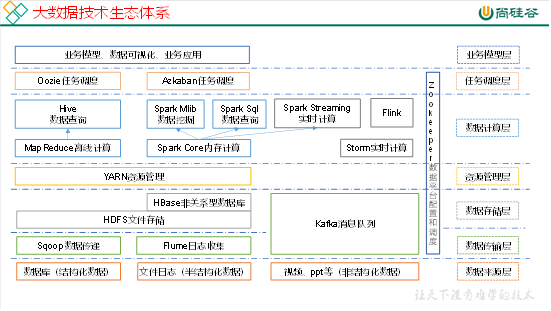 大数据技术生态体系
尚硅谷
业务模型、数据可视化、业务应用
业务模型层
Oozie任务调度
Azkaban任务调度
任务调度层
Hive
数据查询
Spark Mlib
数据挖掘
Spark Sql
数据查询
Spark Streaming
实时计算
Flink
Zookeeper
数据平台配置和调度
数据计算层
Map Reduce离线计算
Spark Core内存计算
Storm实时计算
YARN资源管理
资源管理层
HBase非关系型数据库
HDFS文件存储
Kafka消息队列
数据存储层
Sqoop数据传递
Flume日志收集
数据传输层
数据库（结构化数据）
文件日志（半结构化数据）
视频、ppt等（非结构化数据）
数据来源层
让天下没有难学的技术